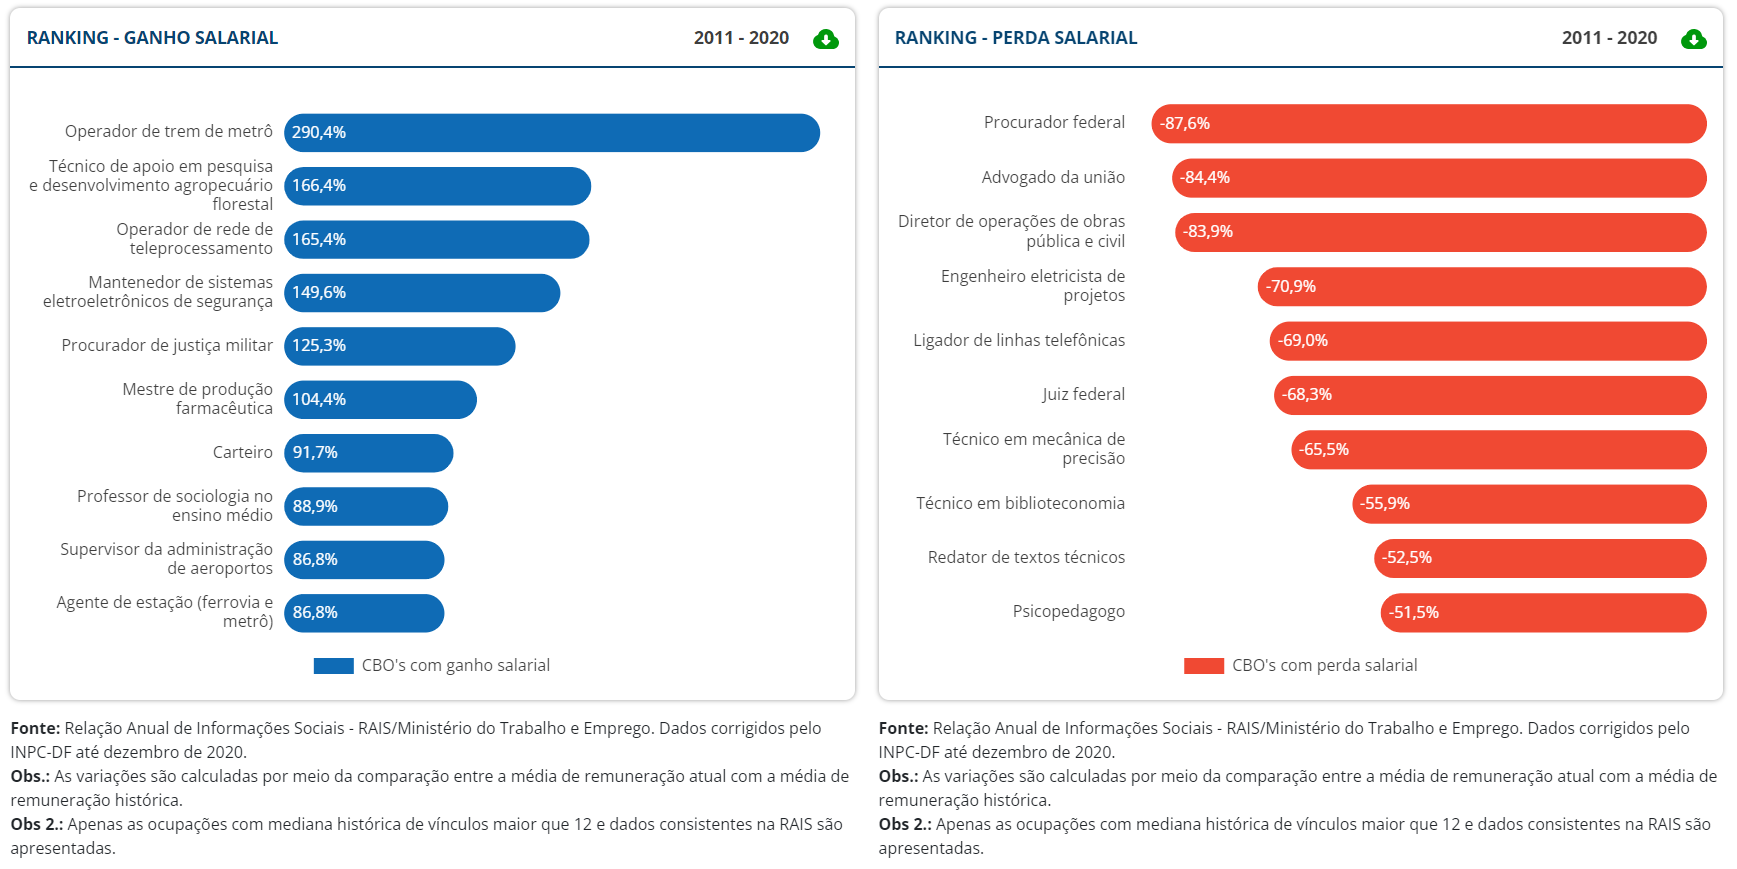 RANKING - GANHO SALARIAL
2011 - 2020
Operador de trem de metrô
290,4%
Técnico de apoio em pesquisa
e desenvolvimento agropecuário
florestal
166,4%
Operador de rede de
teleprocessamento
165,4%
Mantenedor de sistemas
eletroeletrônicos de segurança
149,6%
Procurador de justiça militar
125,3%
Mestre de produção
farmacêutica
104,4%
Carteiro
91,7%
Professor de sociologia no
ensino médio
88,9%
Supervisor da administração
de aeroportos
86,8%
Agente de estação (ferrovia e
metrô)
86,8%
CBO's com ganho salarial
Fonte: Relação Anual de Informações Sociais - RAIS/Ministério do Trabalho e Emprego. Dados corrigidos pelo
INPC-DF até dezembro de 2020.
Obs.: As variações são calculadas por meio da comparação entre a média de remuneração atual com a média de
remuneração histórica.
Obs 2.: Apenas as ocupações com mediana histórica de vínculos maior que 12 e dados consistentes na RAIS são
apresentadas.
RANKING - PERDA SALARIAL
2011 - 2020
Procurador federal
-87,6%
Advogado da união
-84,4%
Diretor de operações de obras
pública e civil
-83,9%
Engenheiro eletricista de
projetos
-70,9%
Ligador de linhas telefônicas
-69,0%
Juiz federal
-68,3%
Técnico em mecânica de
precisão
-65,5%
Técnico em biblioteconomia
-55,9%
Redator de textos técnicos
-52,5%
Psicopedagogo
-51,5%
CBO's com perda salarial
Fonte: Relação Anual de Informações Sociais - RAIS/Ministério do Trabalho e Emprego. Dados corrigidos pelo
INPC-DF até dezembro de 2020.
Obs.: As variações são calculadas por meio da comparação entre a média de remuneração atual com a média de
remuneração histórica.
Obs 2.: Apenas as ocupações com mediana histórica de vínculos maior que 12 e dados consistentes na RAIS são
apresentadas.